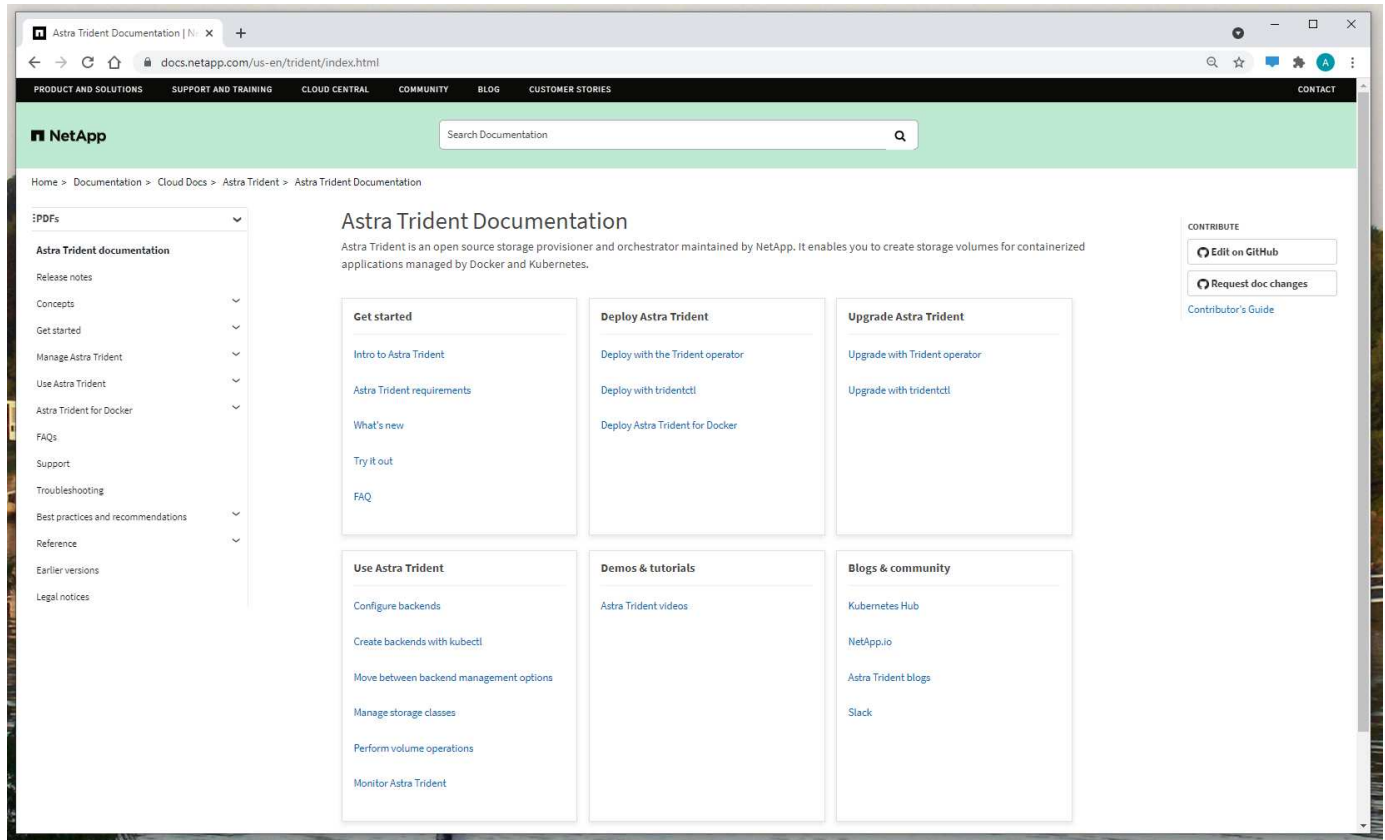 Astra Trident Documentation | N
docs.netapp.com/us-en/trident/index.html
A
PRODUCT AND SOLUTIONS SUPPORT AND TRAINING CLOUD CENTRAL COMMUNITY BLOG CUSTOMER STORIES CONTACT
NetApp
Search Documentation
Home > Documentation > Cloud Docs > Astra Trident > Astra Trident Documentation
PDFs
Astra Trident documentation
Release notes
Concepts
Get started
Manage Astra Trident
Use Astra Trident
Astra Trident for Docker
FAQs
Support
Troubleshooting
Best practices and recommendations
Reference
Earlier versions
Legal notices
Astra Trident Documentation
Astra Trident is an open source storage provisioner and orchestrator maintained by NetApp. It enables you to create storage volumes for containerized
applications managed by Docker and Kubernetes.
Get started
Intro to Astra Trident
Astra Trident requirements
What's new
Try it out
FAQ
Deploy Astra Trident
Deploy with the Trident operator
Deploy with tridentctl
Deploy Astra Trident for Docker
Upgrade Astra Trident
Upgrade with Trident operator
Upgrade with tridentctl
Use Astra Trident
Configure backends
Create backends with kubectl
Move between backend management options
Manage storage classes
Perform volume operations
Monitor Astra Trident
Demos & tutorials
Astra Trident videos
Blogs & community
Kubernetes Hub
NetApp.io
Astra Trident blogs
Slack
CONTRIBUTE
Edit on GitHub
Request doc changes
Contributor's Guide